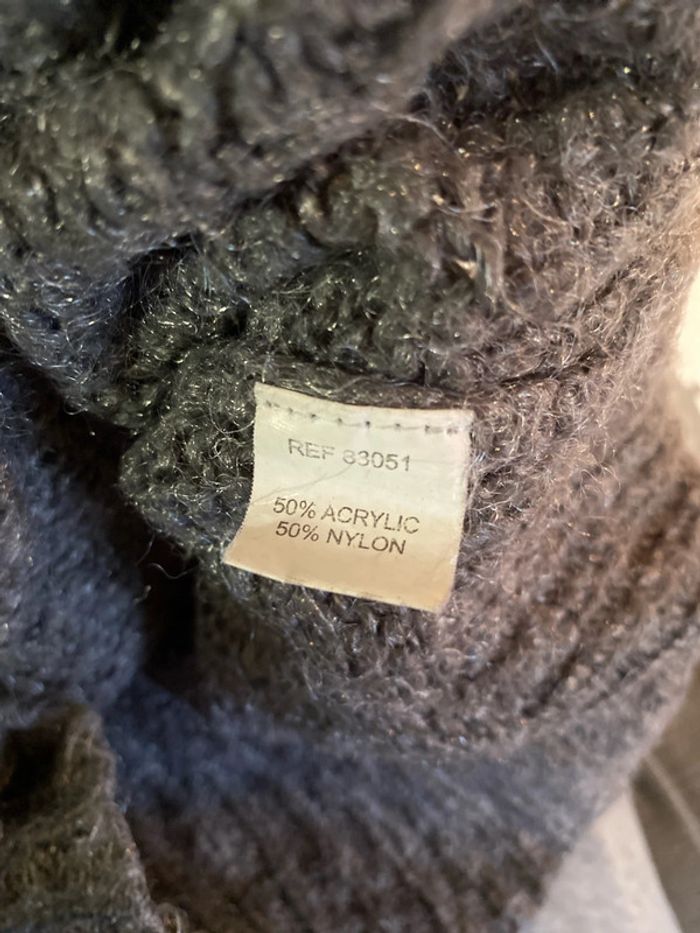 REF 83051
50% ACRYLIC
50% NYLON